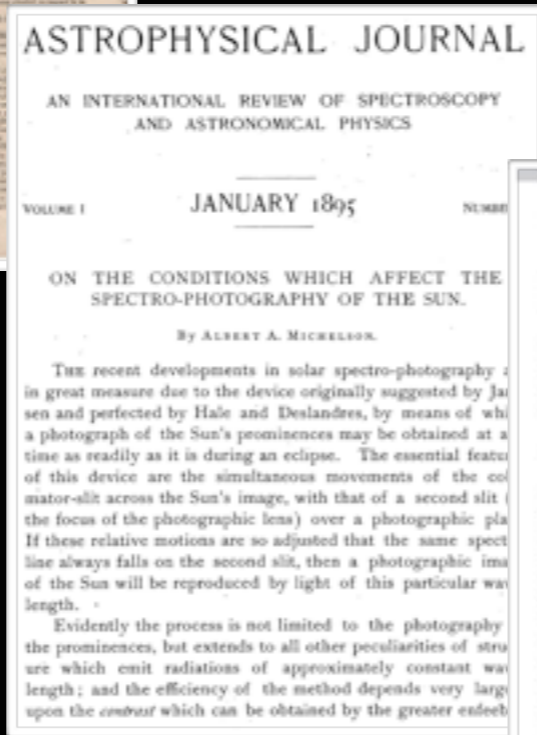 ASTROPHYSICAL JOURNAL
AN INTERNATIONAL REVIEW OF SPECTROSCOPY
AND ASTRONOMICAL PHYSICS
VOLUME I JANUARY 1895 NUMBE
ON THE CONDITIONS WHICH AFFECT THE
SPECTRO-PHOTOGRAPHY OF THE SUN.
By ALBERT A. MICHELSON.
THE recent developments in solar spectro-photography
in great measure due to the device originally suggested by Jan
sen and perfected by Hale and Deslandres, by means of whi
a photograph of the Sun's prominences may be obtained at a
time as readily as it is during an eclipse. The essential featu
of this device are the simultaneous movements of the col
mator-slit across the Sun's image, with that of a second slit (
the focus of the photographic lens) over a photographic pla
If these relative motions are so adjusted that the same spect
line always falls on the second slit, then a photographic ima
of the Sun will be reproduced by light of this particular wav
length.
Evidently the process is not limited to the photography
the prominences, but extends to all other peculiarities of stru
ure which emit radiations of approximately constant wav
length; and the efficiency of the method depends very larg
upon the contrast which can be obtained by the greater enfeeb